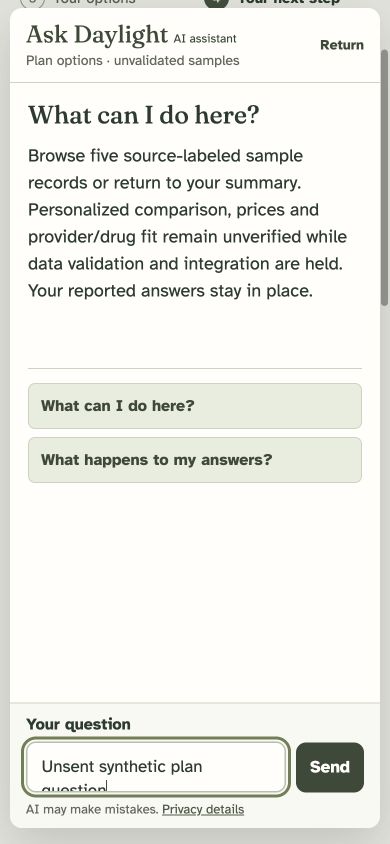 Your options
Your next step
Ask Daylight AI assistant
Return
Plan options · unvalidated samples
What can I do here?
Browse five source-labeled sample
records or return to your summary.
Personalized comparison, prices and
provider/drug fit remain unverified while
data validation and integration are held.
Your reported answers stay in place.
What can I do here?
What happens to my answers?
Your question
Unsent synthetic plan
question
Send
AI may make mistakes. Privacy details